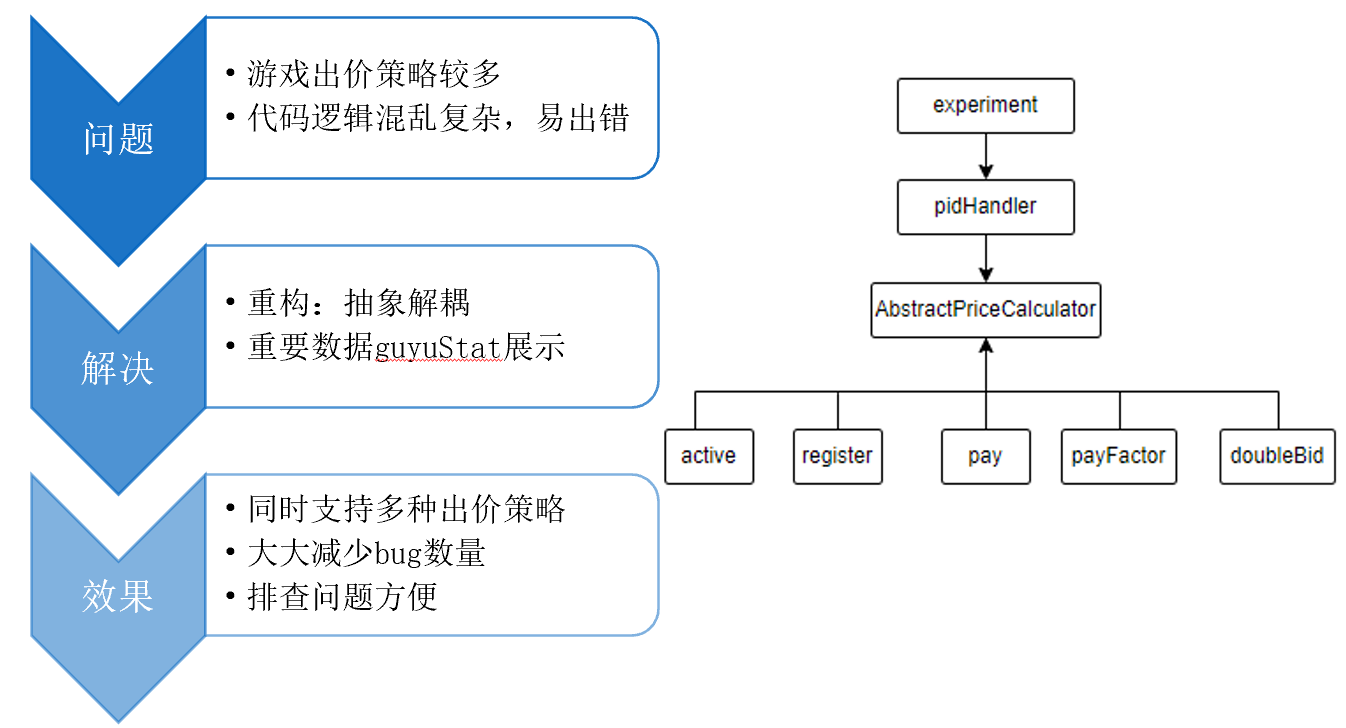 问题
• 游戏出价策略较多
• 代码逻辑混乱复杂，易出错
解决
• 重构：抽象解耦
• 重要数据guyuStat展示
效果
• 同时支持多种出价策略
• 大大减少bug数量
• 排查问题方便
experiment
pidHandler
AbstractPriceCalculator
active
register
pay
payFactor
doubleBid